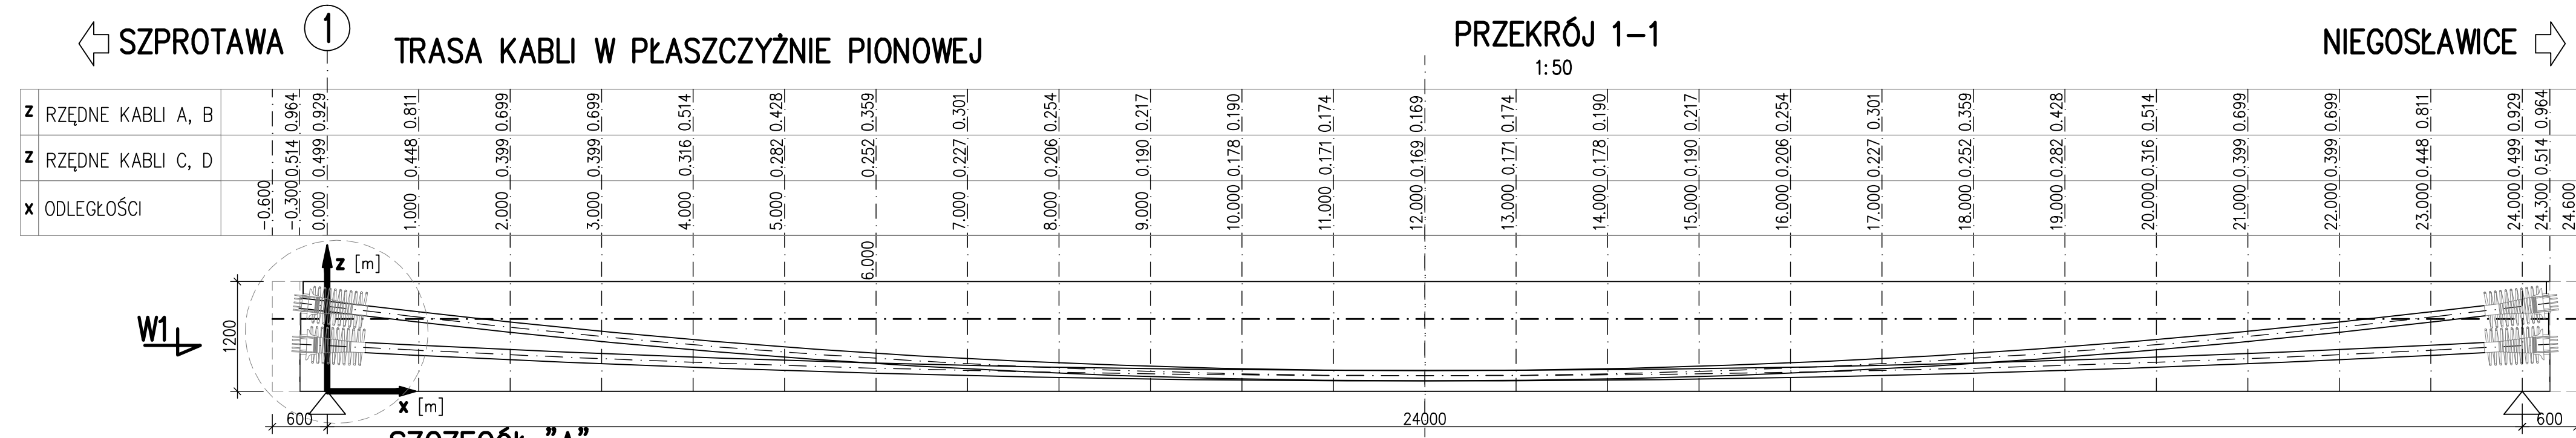 SZPROTAWA
1
TRASA KABLI W PŁASZCZYŹNIE PIONOWEJ
PRZEKRÓJ 1-1
1:50
NIEGOSŁAWICE
z RZĘDNE KABLI A, B 0.964 0.929 0.811 0.699 0.699 0.514 0.428 0.359 0.301 0.254 0.217 0.190 0.174 0.169 0.174 0.190 0.217 0.254 0.301 0.359 0.428 0.514 0.699 0.699 0.811 0.929 0.964
z RZĘDNE KABLI C, D 0.514 0.499 0.448 0.399 0.399 0.316 0.282 0.252 0.227 0.206 0.190 0.178 0.171 0.169 0.171 0.178 0.190 0.206 0.227 0.252 0.282 0.316 0.399 0.399 0.448 0.499 0.514
x ODLEGŁOŚCI -0.600 -0.300 0.000 1.000 2.000 3.000 4.000 5.000 6.000 7.000 8.000 9.000 10.000 11.000 12.000 13.000 14.000 15.000 16.000 17.000 18.000 19.000 20.000 21.000 22.000 23.000 24.000 24.300 24.600
z [m]
W1
1200
x [m]
600
24000
600
SZCZEGÓŁ "A"